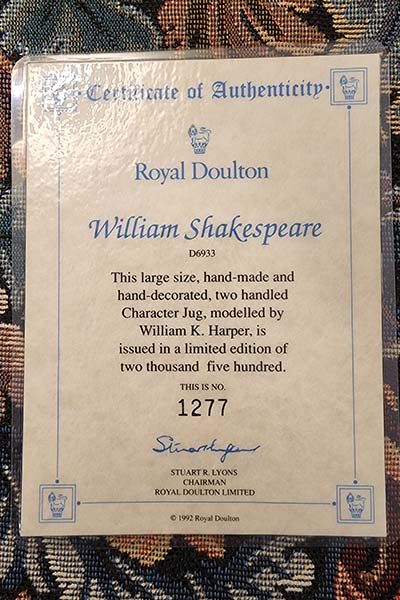 Certificate of Authenticity
Royal Doulton
William Shakespeare
D6933
This large size, hand-made and
hand-decorated, two handled
Character Jug, modelled by
William K. Harper, is
issued in a limited edition of
two thousand five hundred.
THIS IS NO.
1277
Stuart Lyons
STUART R. LYONS
CHAIRMAN
ROYAL DOULTON LIMITED
© 1992 Royal Doulton